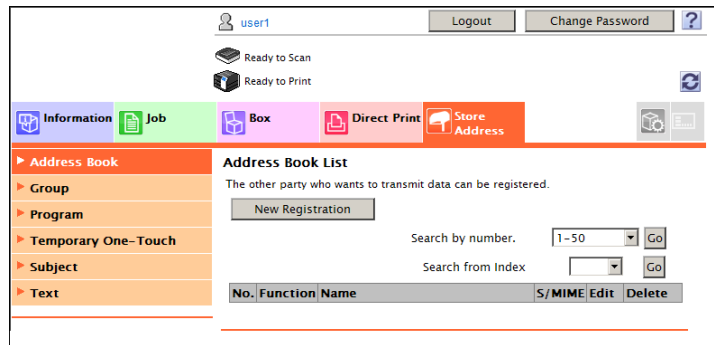 user1 Logout Change Password ?
Ready to Scan
Ready to Print
Information Job Box Direct Print Store Address
Address Book
Group
Program
Temporary One-Touch
Subject
Text
Address Book List
The other party who wants to transmit data can be registered.
New Registration
Search by number. 1-50 Go
Search from Index Go
No. Function Name S/MIME Edit Delete